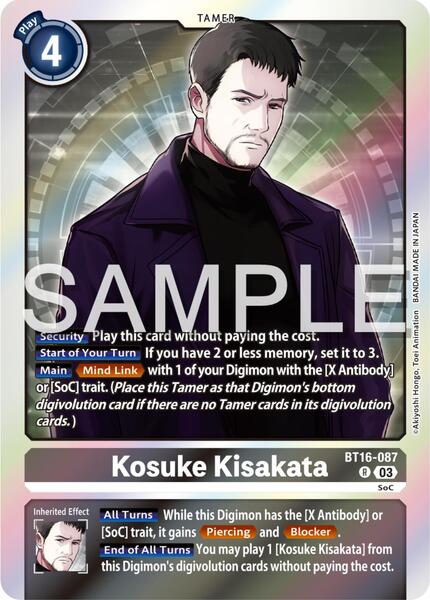 TAMER
Play
4
SAMPLE
Security Play this card without paying the cost.
Start of Your Turn If you have 2 or less memory, set it to 3.
Main Mind Link with 1 of your Digimon with the [X Antibody]
or [SoC] trait. (Place this Tamer as that Digimon's bottom
digivolution card if there are no Tamer cards in its digivolution
cards.)
©Akiyoshi Hongo, Toei Animation BANDAI MADE IN JAPAN
Kosuke Kisakata
BT16-087
R 03
SoC
Inherited Effect
All Turns While this Digimon has the [X Antibody] or
[SoC] trait, it gains Piercing and Blocker.
End of All Turns You may play 1 [Kosuke Kisakata] from
this Digimon's digivolution cards without paying the cost.